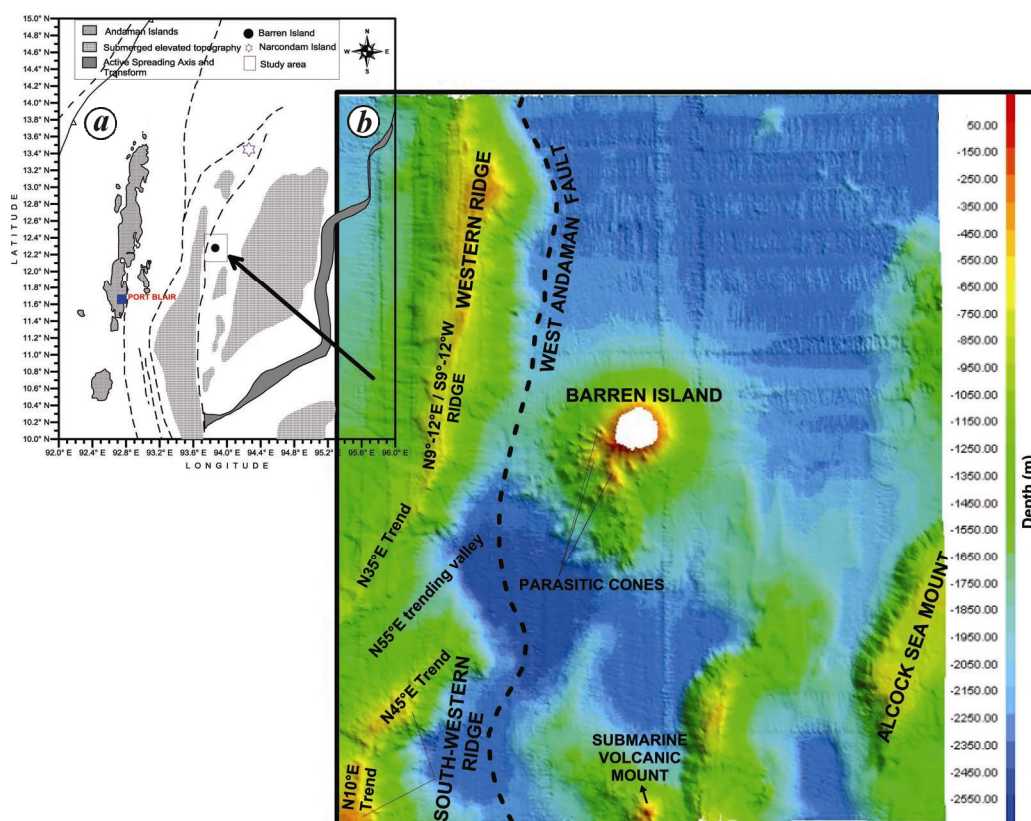 a
Andaman Islands
Submerged elevated topography
Active Spreading Axis and
Transform
Barren Island
Narcondam Island
Study area
N
W
E
S
LATITUDE
15.0° N
14.8° N
14.6° N
14.4° N
14.2° N
14.0° N
13.8° N
13.6° N
13.4° N
13.2° N
13.0° N
12.8° N
12.6° N
12.4° N
12.2° N
12.0° N
11.8° N
11.6° N
11.4° N
11.2° N
11.0° N
10.8° N
10.6° N
10.4° N
10.2° N
10.0° N
PORT BLAIR
92.0° E
92.4° E
92.8° E
93.2° E
93.6° E
94.0° E
94.4° E
94.8° E
95.2° E
95.6° E
96.0° E
LONGITUDE
b
WESTERN RIDGE
WEST ANDAMAN FAULT
N9°-12°E / S9°-12°W
RIDGE
BARREN ISLAND
N35°E Trend
N55°E trending valley
PARASITIC CONES
N45°E Trend
SOUTH-WESTERN
RIDGE
N10°E
Trend
SUBMARINE
VOLCANIC
MOUNT
ALCOCK SEA MOUNT
50.00
-150.00
-250.00
-350.00
-450.00
-550.00
-650.00
-750.00
-850.00
-950.00
-1050.00
-1150.00
-1250.00
-1350.00
-1450.00
-1550.00
-1650.00
-1750.00
-1850.00
-1950.00
-2050.00
-2150.00
-2250.00
-2350.00
-2450.00
-2550.00
Depth (m)